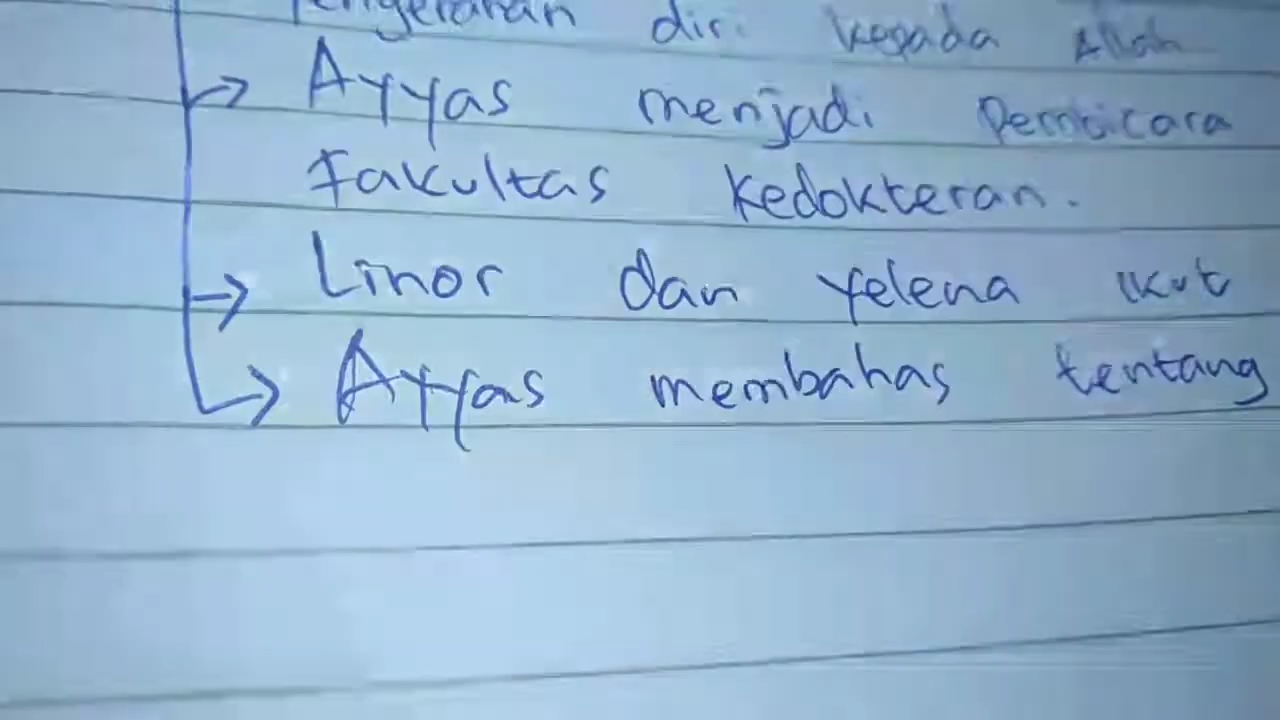 diri kepada Allah
→ Ayyas menjadi Pembicara
Fakultas Kedokteran.
→ Linor dan Yelena ikut
→ Ayyas membahas tentang